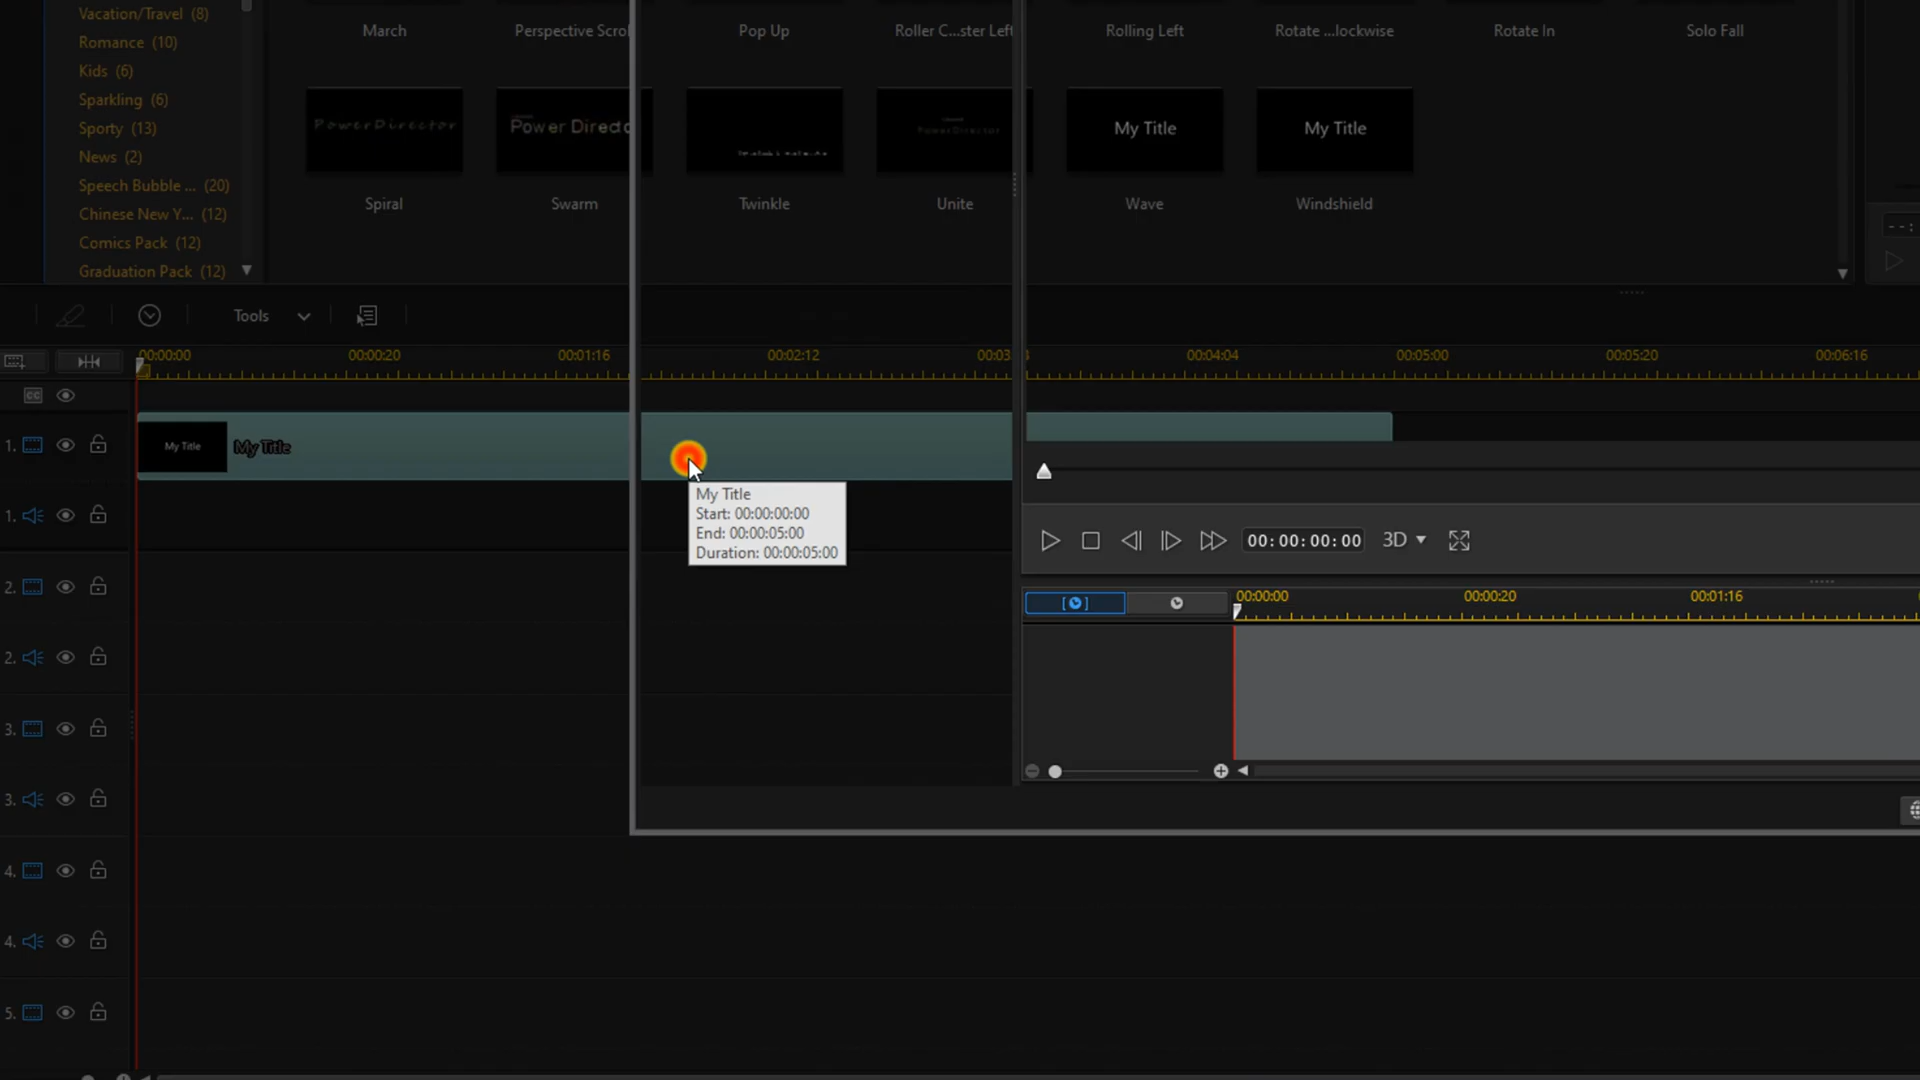 Vacation/Travel (8)
Romance (10)
Kids (6)
Sparkling (6)
Sporty (13)
News (2)
Speech Bubble ... (20)
Chinese New Y... (12)
Comics Pack (12)
Graduation Pack (12)
March
Perspective Scrol
Pop Up
Roller C...ster Left
Rolling Left
Rotate ...lockwise
Rotate In
Solo Fall
PowerDirector
Power Directo
PowerDirector
My Title
My Title
Spiral
Swarm
Twinkle
Unite
Wave
Windshield
--:
Tools
00:00:00
00:00:20
00:01:16
00:02:12
00:03
00:04:04
00:05:00
00:05:20
00:06:16
CC
1.
My Title
My Title
1.
My Title
Start: 00:00:00:00
End: 00:00:05:00
Duration: 00:00:05:00
00:00:00:00
3D
2.
00:00:00
00:00:20
00:01:16
2.
3.
3.
4.
4.
5.